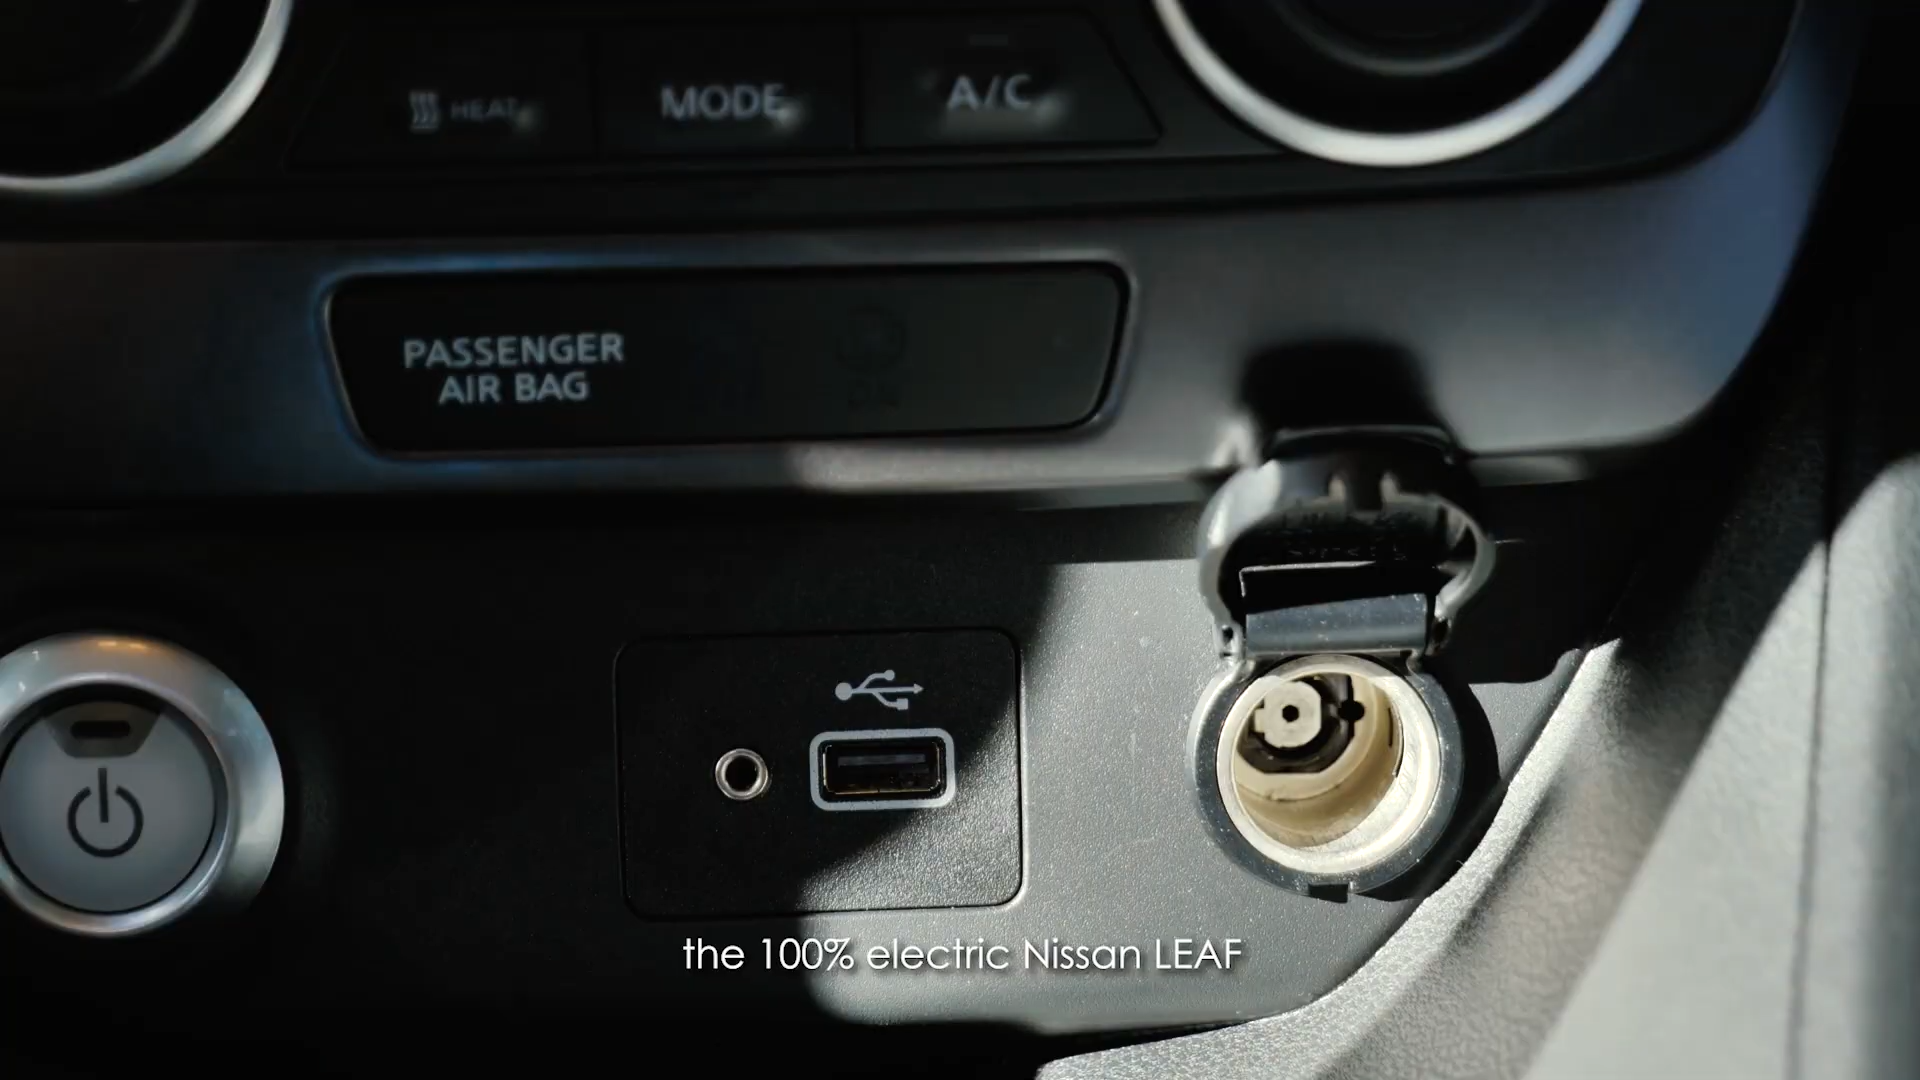 HEAT
MODE
A/C
PASSENGER
AIR BAG
the 100% electric Nissan LEAF